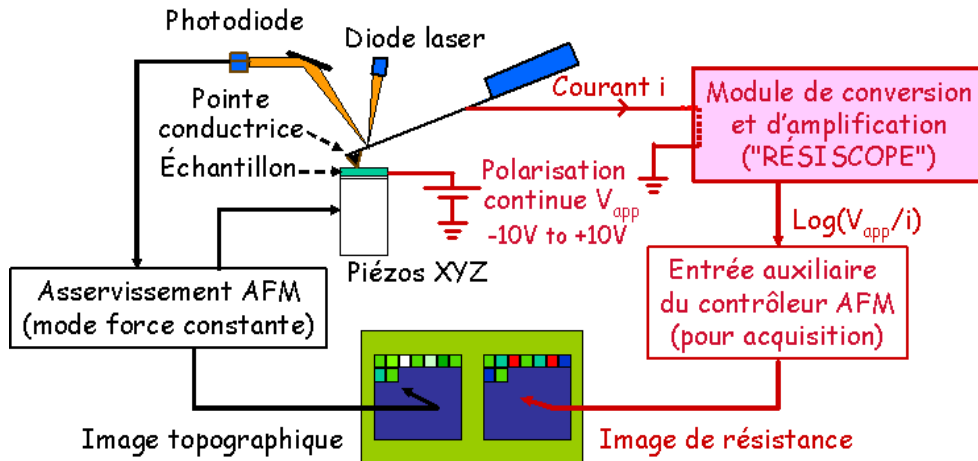 Photodiode
Diode laser
Pointe
conductrice
Échantillon
Courant i
Module de conversion
et d'amplification
("RÉSISCOPE")
Polarisation
continue Vapp
-10V to +10V
Log(Vapp/i)
Piézos XYZ
Asservissement AFM
(mode force constante)
Entrée auxiliaire
du contrôleur AFM
(pour acquisition)
Image topographique
Image de résistance